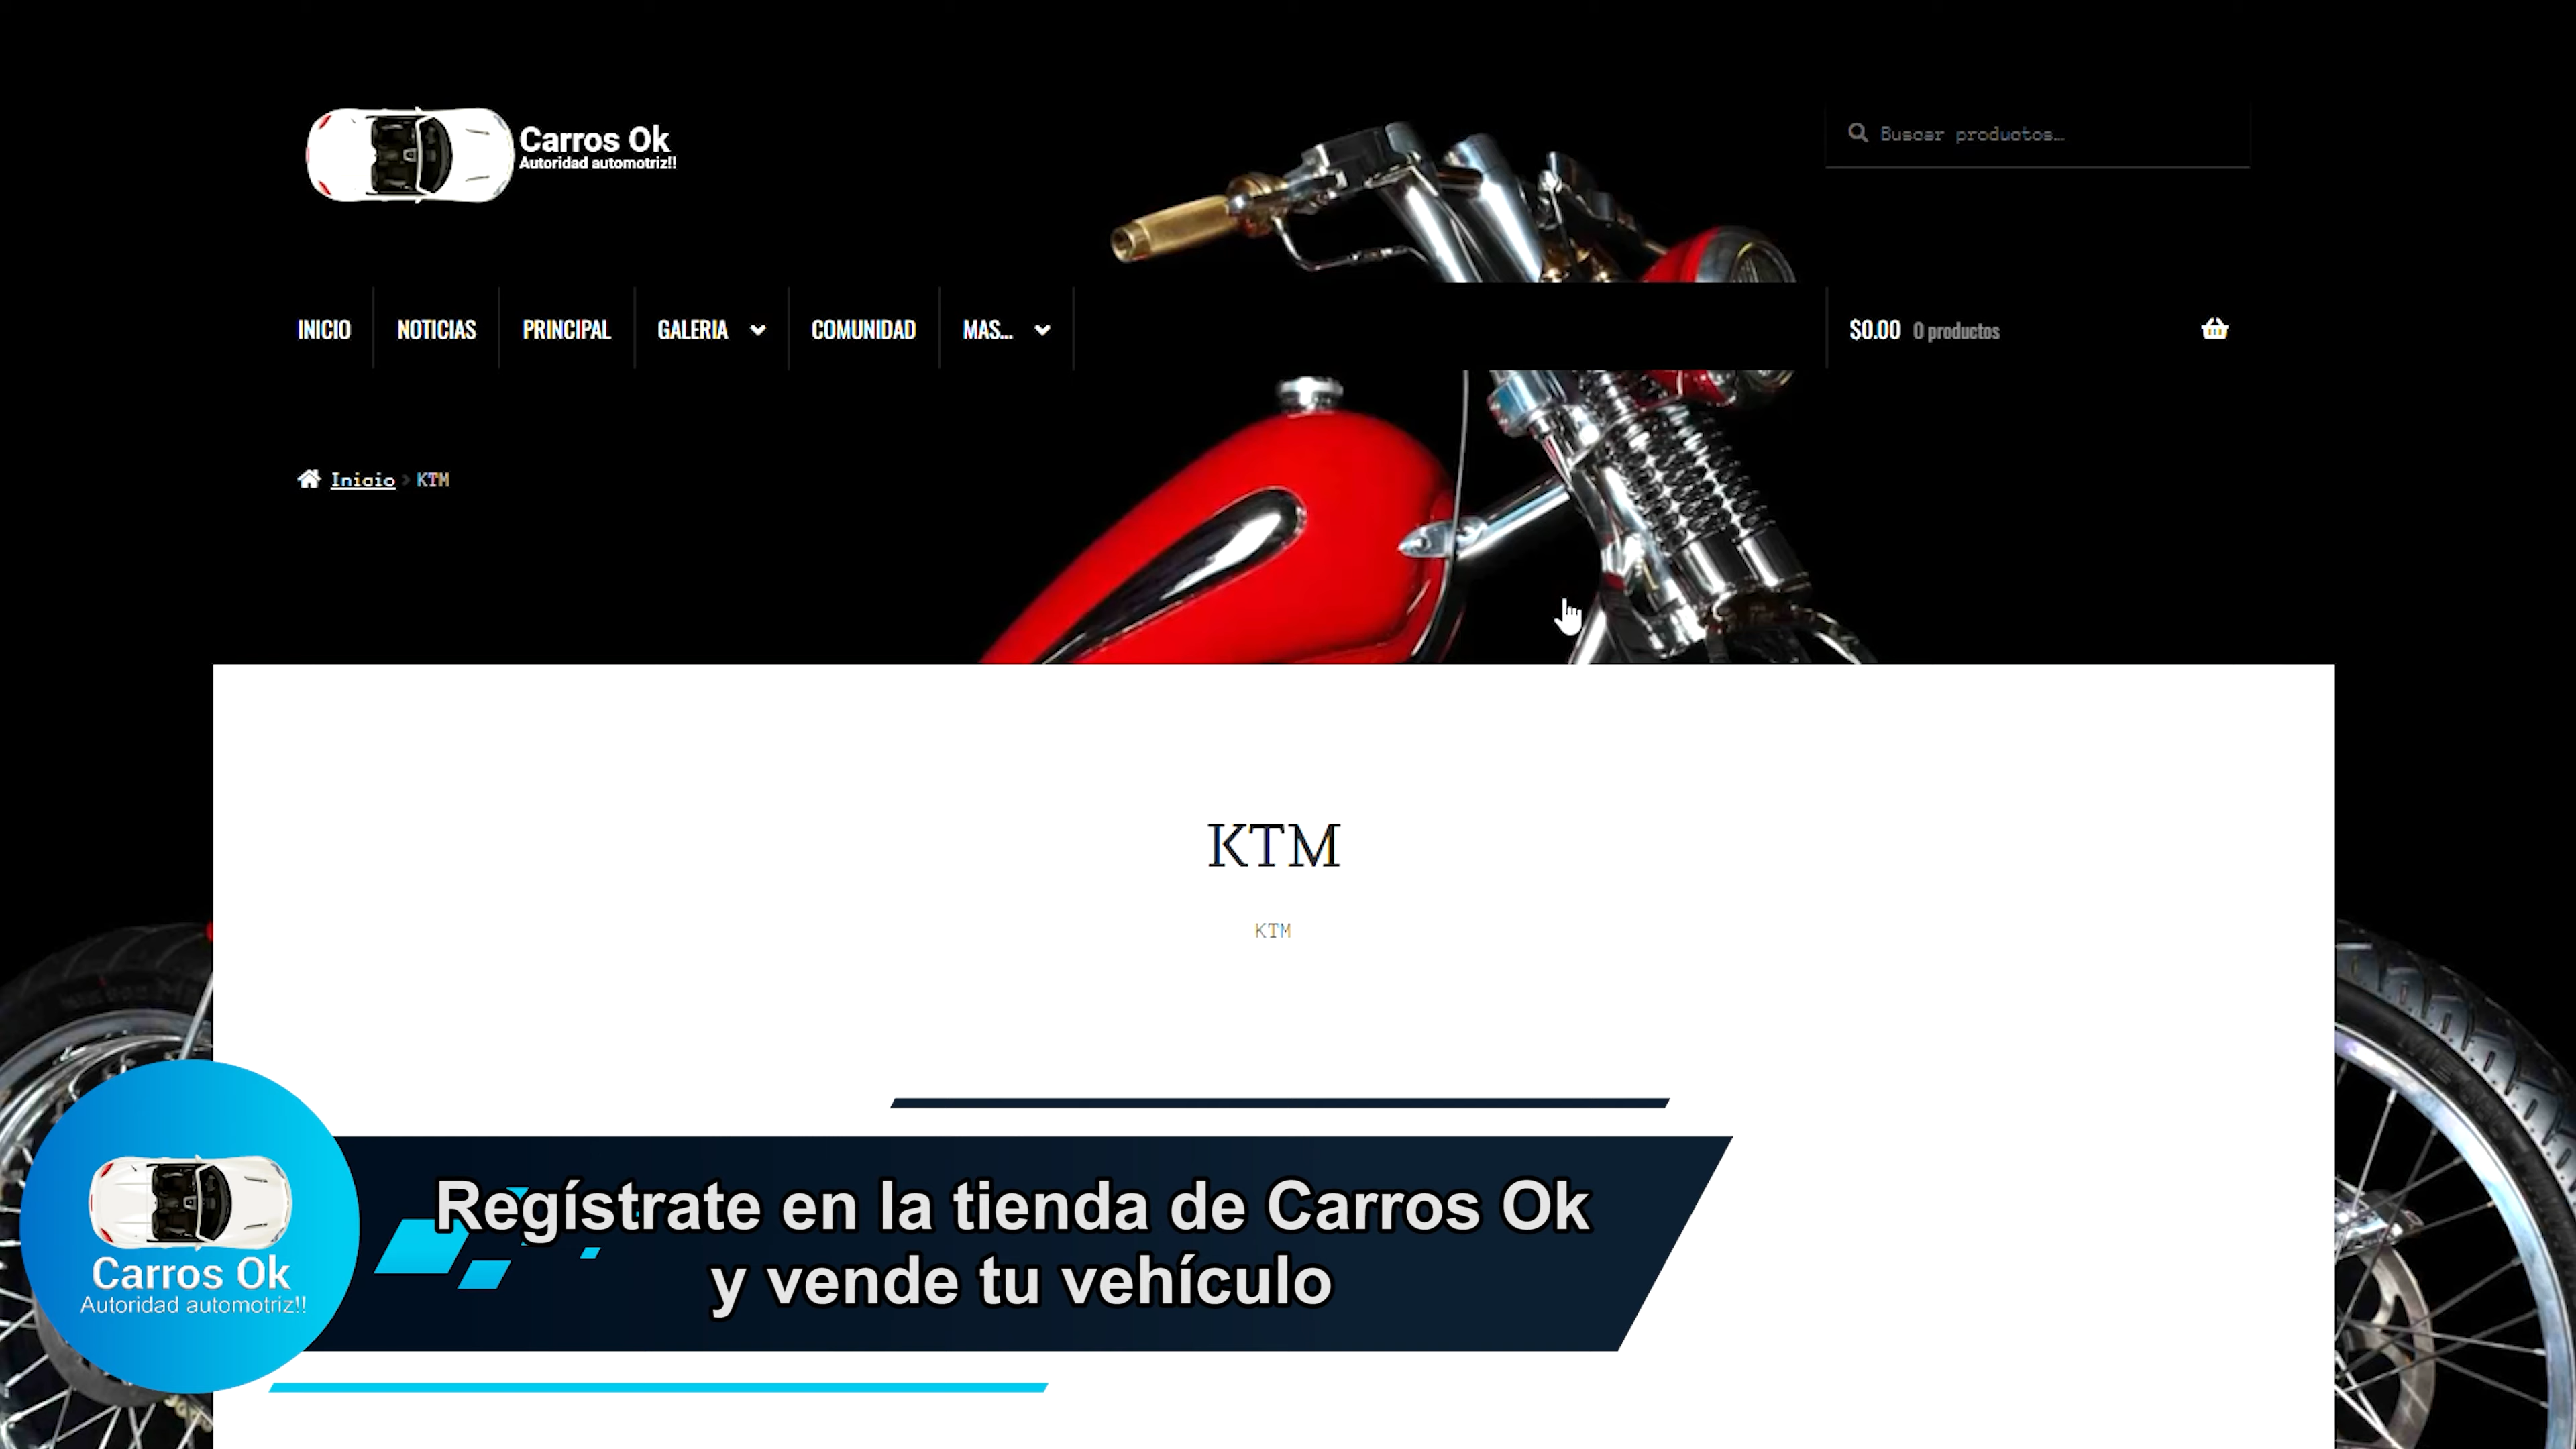 Carros Ok
Autoridad automotriz!!
Buscar productos...
INICIO
NOTICIAS
PRINCIPAL
GALERIA
COMUNIDAD
MAS...
$0.00 0 productos
Inicio > KTM
KTM
KTM
Regístrate en la tienda de Carros Ok
y vende tu vehículo
Carros Ok
Autoridad automotriz!!